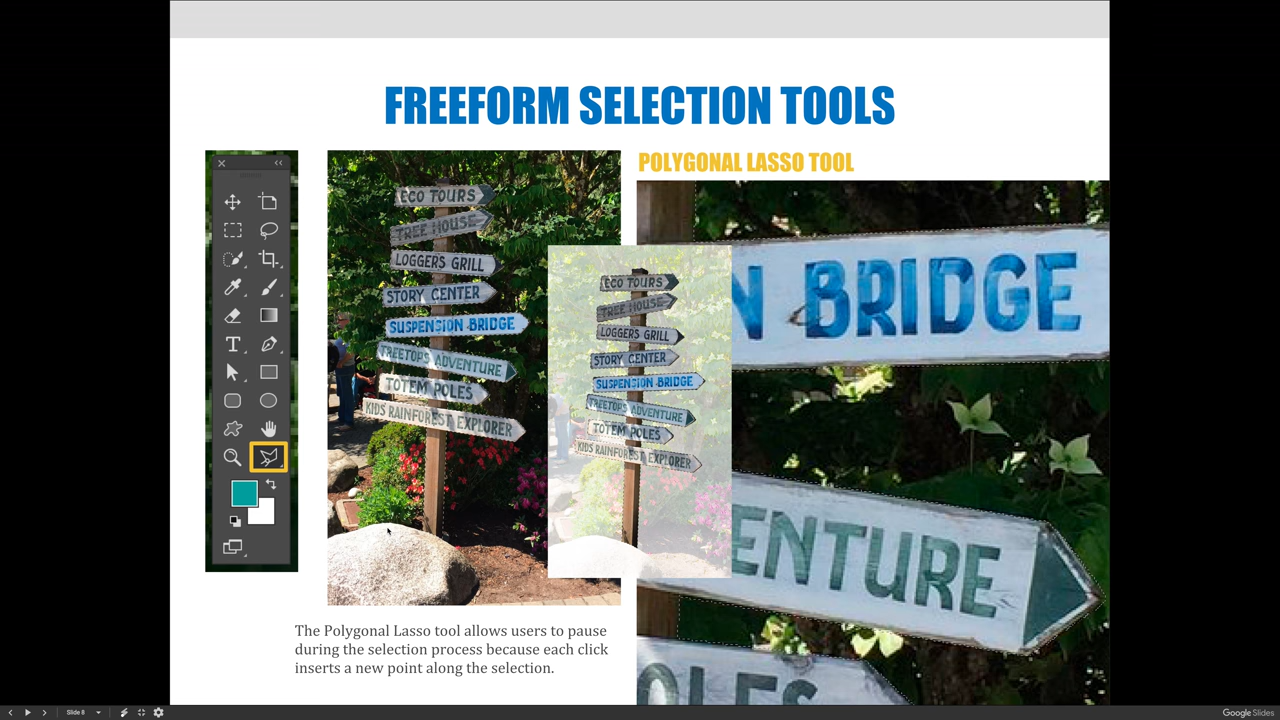 FREEFORM SELECTION TOOLS
POLYGONAL LASSO TOOL
ECO TOURS
TREE HOUSE
LOGGERS GRILL
STORY CENTER
SUSPENSION BRIDGE
TREETOPS ADVENTURE
TOTEM POLES
KIDS RAINFOREST EXPLORER
ECO TOURS
TREE HOUSE
LOGGERS GRILL
STORY CENTER
SUSPENSION BRIDGE
TREETOPS ADVENTURE
TOTEM POLES
KIDS RAINFOREST EXPLORER
N BRIDGE
ENTURE
OLES
The Polygonal Lasso tool allows users to pause
during the selection process because each click
inserts a new point along the selection.
Slide 8
Google Slides